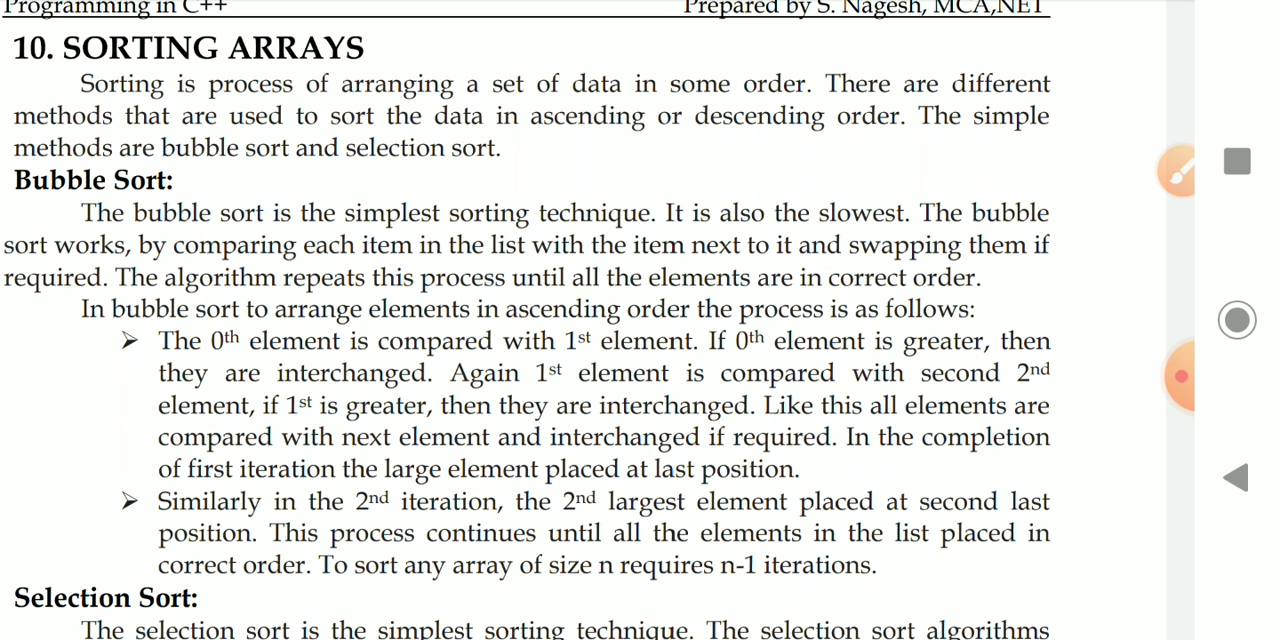 Programming in C++ Prepared by S. Nagesh, MCA,NET
10. SORTING ARRAYS
Sorting is process of arranging a set of data in some order. There are different
methods that are used to sort the data in ascending or descending order. The simple
methods are bubble sort and selection sort.
Bubble Sort:
The bubble sort is the simplest sorting technique. It is also the slowest. The bubble
sort works, by comparing each item in the list with the item next to it and swapping them if
required. The algorithm repeats this process until all the elements are in correct order.
In bubble sort to arrange elements in ascending order the process is as follows:
➢ The 0th element is compared with 1st element. If 0th element is greater, then
they are interchanged. Again 1st element is compared with second 2nd
element, if 1st is greater, then they are interchanged. Like this all elements are
compared with next element and interchanged if required. In the completion
of first iteration the large element placed at last position.
➢ Similarly in the 2nd iteration, the 2nd largest element placed at second last
position. This process continues until all the elements in the list placed in
correct order. To sort any array of size n requires n-1 iterations.
Selection Sort:
The selection sort is the simplest sorting technique. The selection sort algorithms